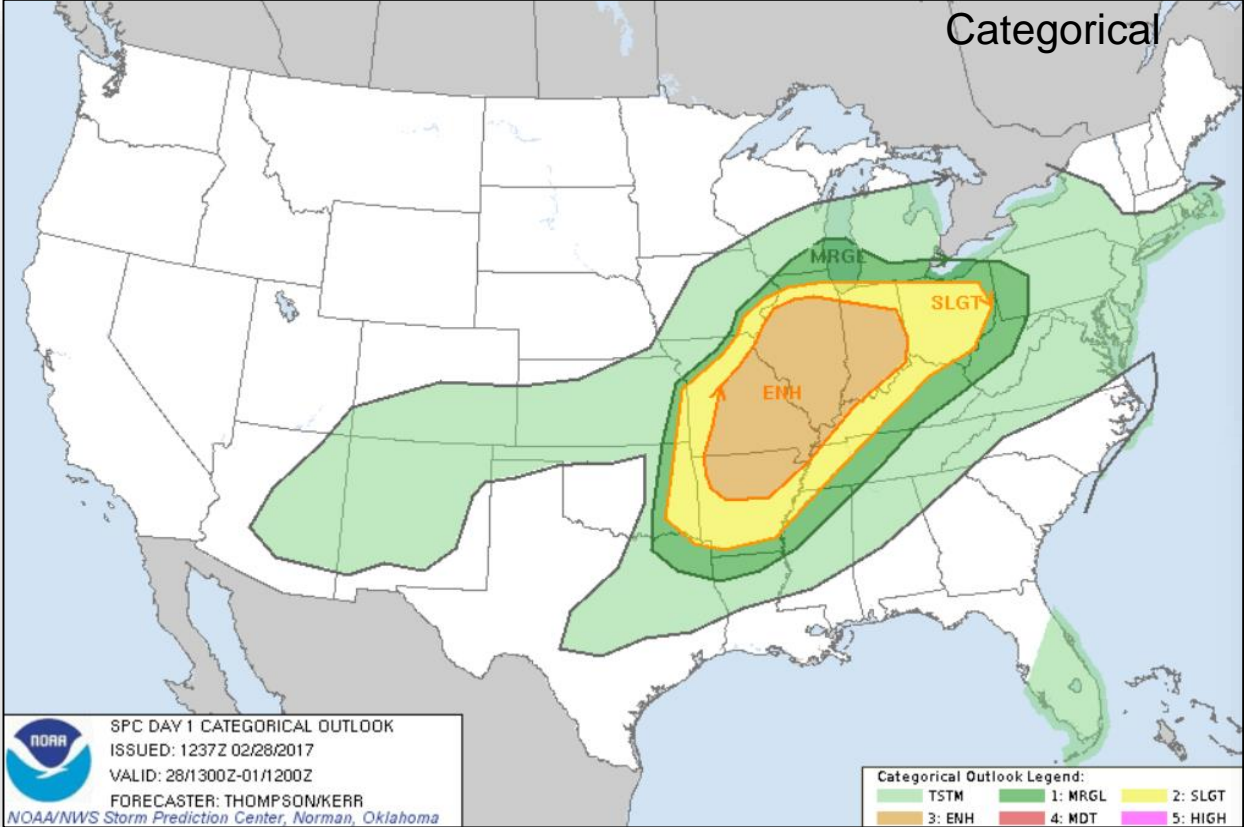 Categorical
MRGL
SLGT
ENH
NOAA
SPC DAY 1 CATEGORICAL OUTLOOK
ISSUED: 1237Z 02/28/2017
VALID: 28/1300Z-01/1200Z
FORECASTER: THOMPSON/KERR
NOAA/NWS Storm Prediction Center, Norman, Oklahoma
Categorical Outlook Legend:
TSTM 1: MRGL 2: SLGT
3: ENH 4: MDT 5: HIGH